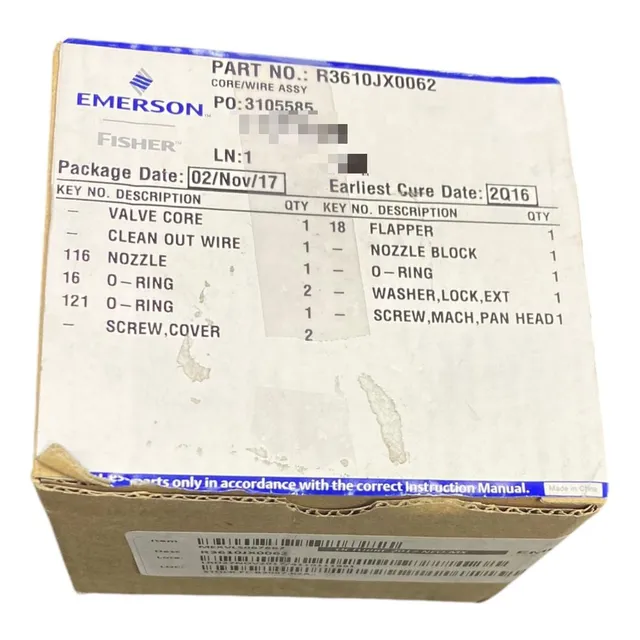 PART NO.: R3610JX0062
CORE/WIRE ASSY
EMERSON™
PO:3105585
FISHER™
LN:1
Package Date: 02/Nov/17 Earliest Cure Date: 2Q16
KEY NO. DESCRIPTION QTY KEY NO. DESCRIPTION QTY
– VALVE CORE 1 18 FLAPPER 1
– CLEAN OUT WIRE 1 – NOZZLE BLOCK 1
116 NOZZLE 1 – O–RING 1
16 O–RING 2 – WASHER,LOCK,EXT 1
121 O–RING 1 – SCREW,MACH,PAN HEAD 1
– SCREW,COVER 2
parts only in accordance with the correct Instruction Manual. Made in China
R3610JX0062